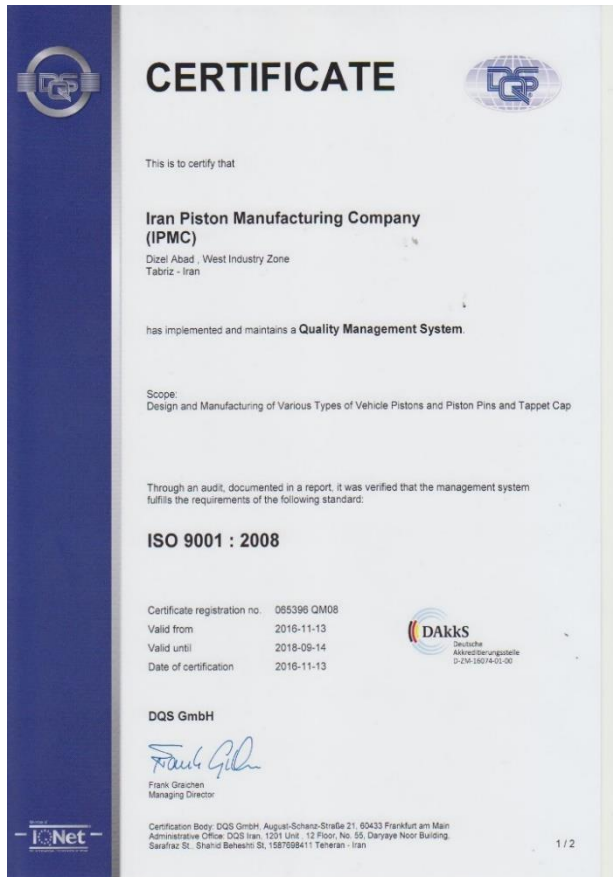 DQS
CERTIFICATE
DQS
This is to certify that
Iran Piston Manufacturing Company
(IPMC)
Dizel Abad , West Industry Zone
Tabriz - Iran
has implemented and maintains a Quality Management System.
Scope:
Design and Manufacturing of Various Types of Vehicle Pistons and Piston Pins and Tappet Cap
Through an audit, documented in a report, it was verified that the management system
fulfills the requirements of the following standard:
ISO 9001 : 2008
Certificate registration no. 065396 QM08
Valid from 2016-11-13
Valid until 2018-09-14
Date of certification 2016-11-13
DAkkS
Deutsche
Akkreditierungsstelle
D-ZM-16074-01-00
DQS GmbH
Frank Graichen
Managing Director
IQNet
Certification Body: DQS GmbH, August-Schanz-Straße 21, 60433 Frankfurt am Main
Administrative Office: DQS Iran, 1201 Unit , 12 Floor, No. 55, Daryaye Noor Building,
Sarafraz St., Shahid Beheshti St, 1587698411 Teheran - Iran
1 / 2